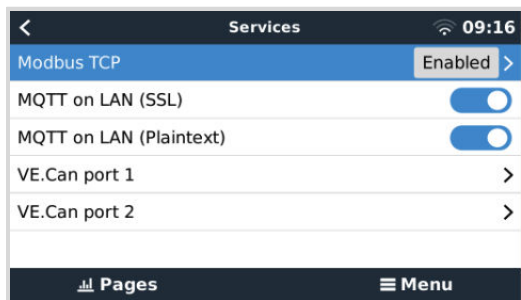 Services 09:16
Modbus TCP Enabled
MQTT on LAN (SSL)
MQTT on LAN (Plaintext)
VE.Can port 1
VE.Can port 2
Pages Menu